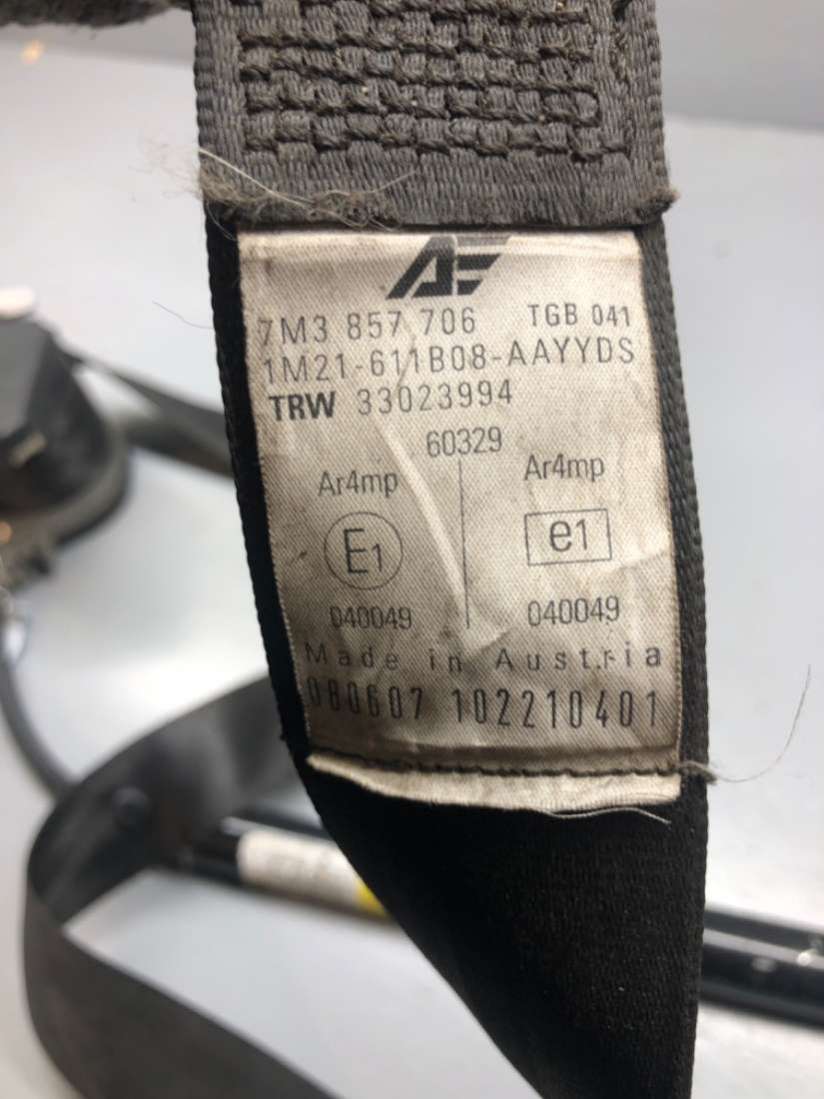 AE
7M3 857 706 TGB 041
1M21-611B08-AAYYDS
TRW 33023994
60329
Ar4mp Ar4mp
E1 e1
040049 040049
Made in Austria
080607 102210401